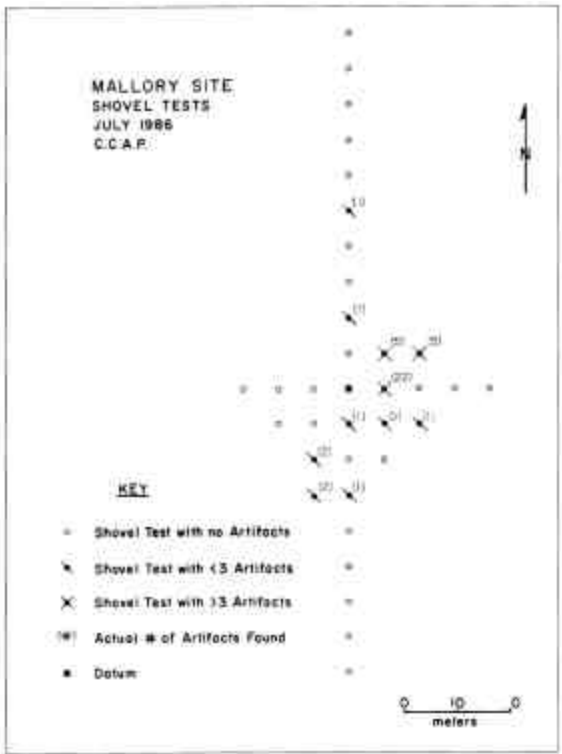 MALLORY SITE
SHOVEL TESTS
JULY 1986
C.C.A.P.
N
(1)
(22)
(1) (1)
(2)
(2) (1)
KEY
Shovel Test with no Artifacts
Shovel Test with <3 Artifacts
Shovel Test with >3 Artifacts
(#) Actual # of Artifacts Found
Datum
0 10 0
meters